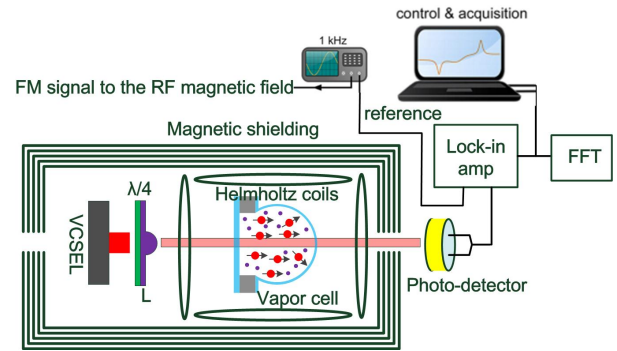 control & acquisition
1 kHz
FM signal to the RF magnetic field
reference
Magnetic shielding
Lock-in
amp
FFT
λ/4
Helmholtz coils
VCSEL
Photo-detector
L
Vapor cell